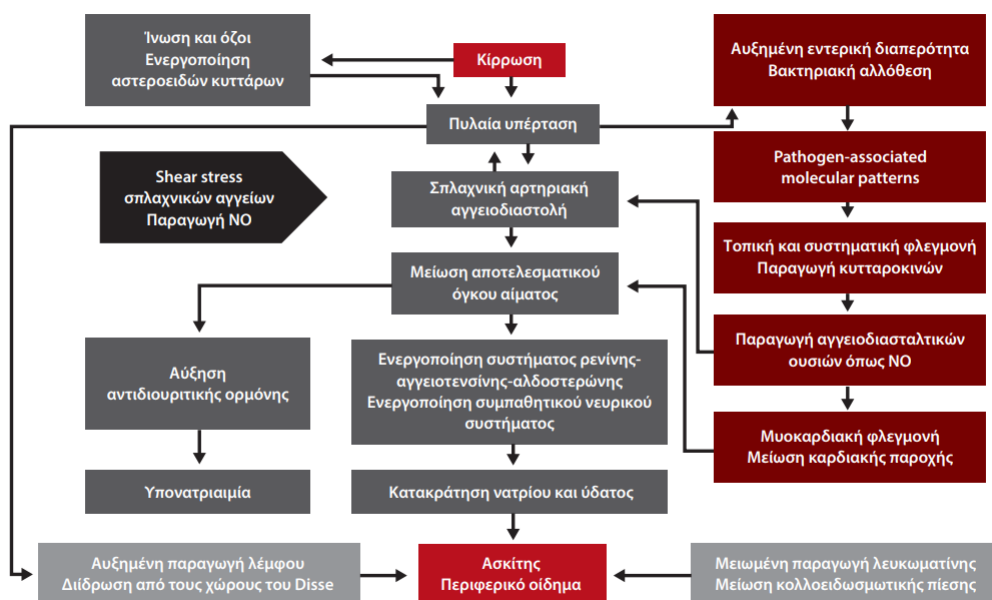 Ίνωση και όζοι
Ενεργοποίηση
αστεροειδών κυττάρων
Κίρρωση
Αυξημένη εντερική διαπερότητα
Βακτηριακή αλλόθεση
Πυλαία υπέρταση
Shear stress
σπλαχνικών αγγείων
Παραγωγή ΝΟ
Σπλαχνική αρτηριακή
αγγειοδιαστολή
Pathogen-associated
molecular patterns
Τοπική και συστηματική φλεγμονή
Παραγωγή κυτταροκινών
Μείωση αποτελεσματικού
όγκου αίματος
Παραγωγή αγγειοδιασταλτικών
ουσιών όπως ΝΟ
Αύξηση
αντιδιουριτικής ορμόνης
Ενεργοποίηση συστήματος ρενίνης-
αγγειοτενσίνης-αλδοστερώνης
Ενεργοποίηση συμπαθητικού νευρικού
συστήματος
Μυοκαρδιακή φλεγμονή
Μείωση καρδιακής παροχής
Υπονατριαιμία
Κατακράτηση νατρίου και ύδατος
Αυξημένη παραγωγή λέμφου
Διίδρωση από τους χώρους του Disse
Ασκίτης
Περιφερικό οίδημα
Μειωμένη παραγωγή λευκωματίνης
Μείωση κολλοειδωσμωτικής πίεσης